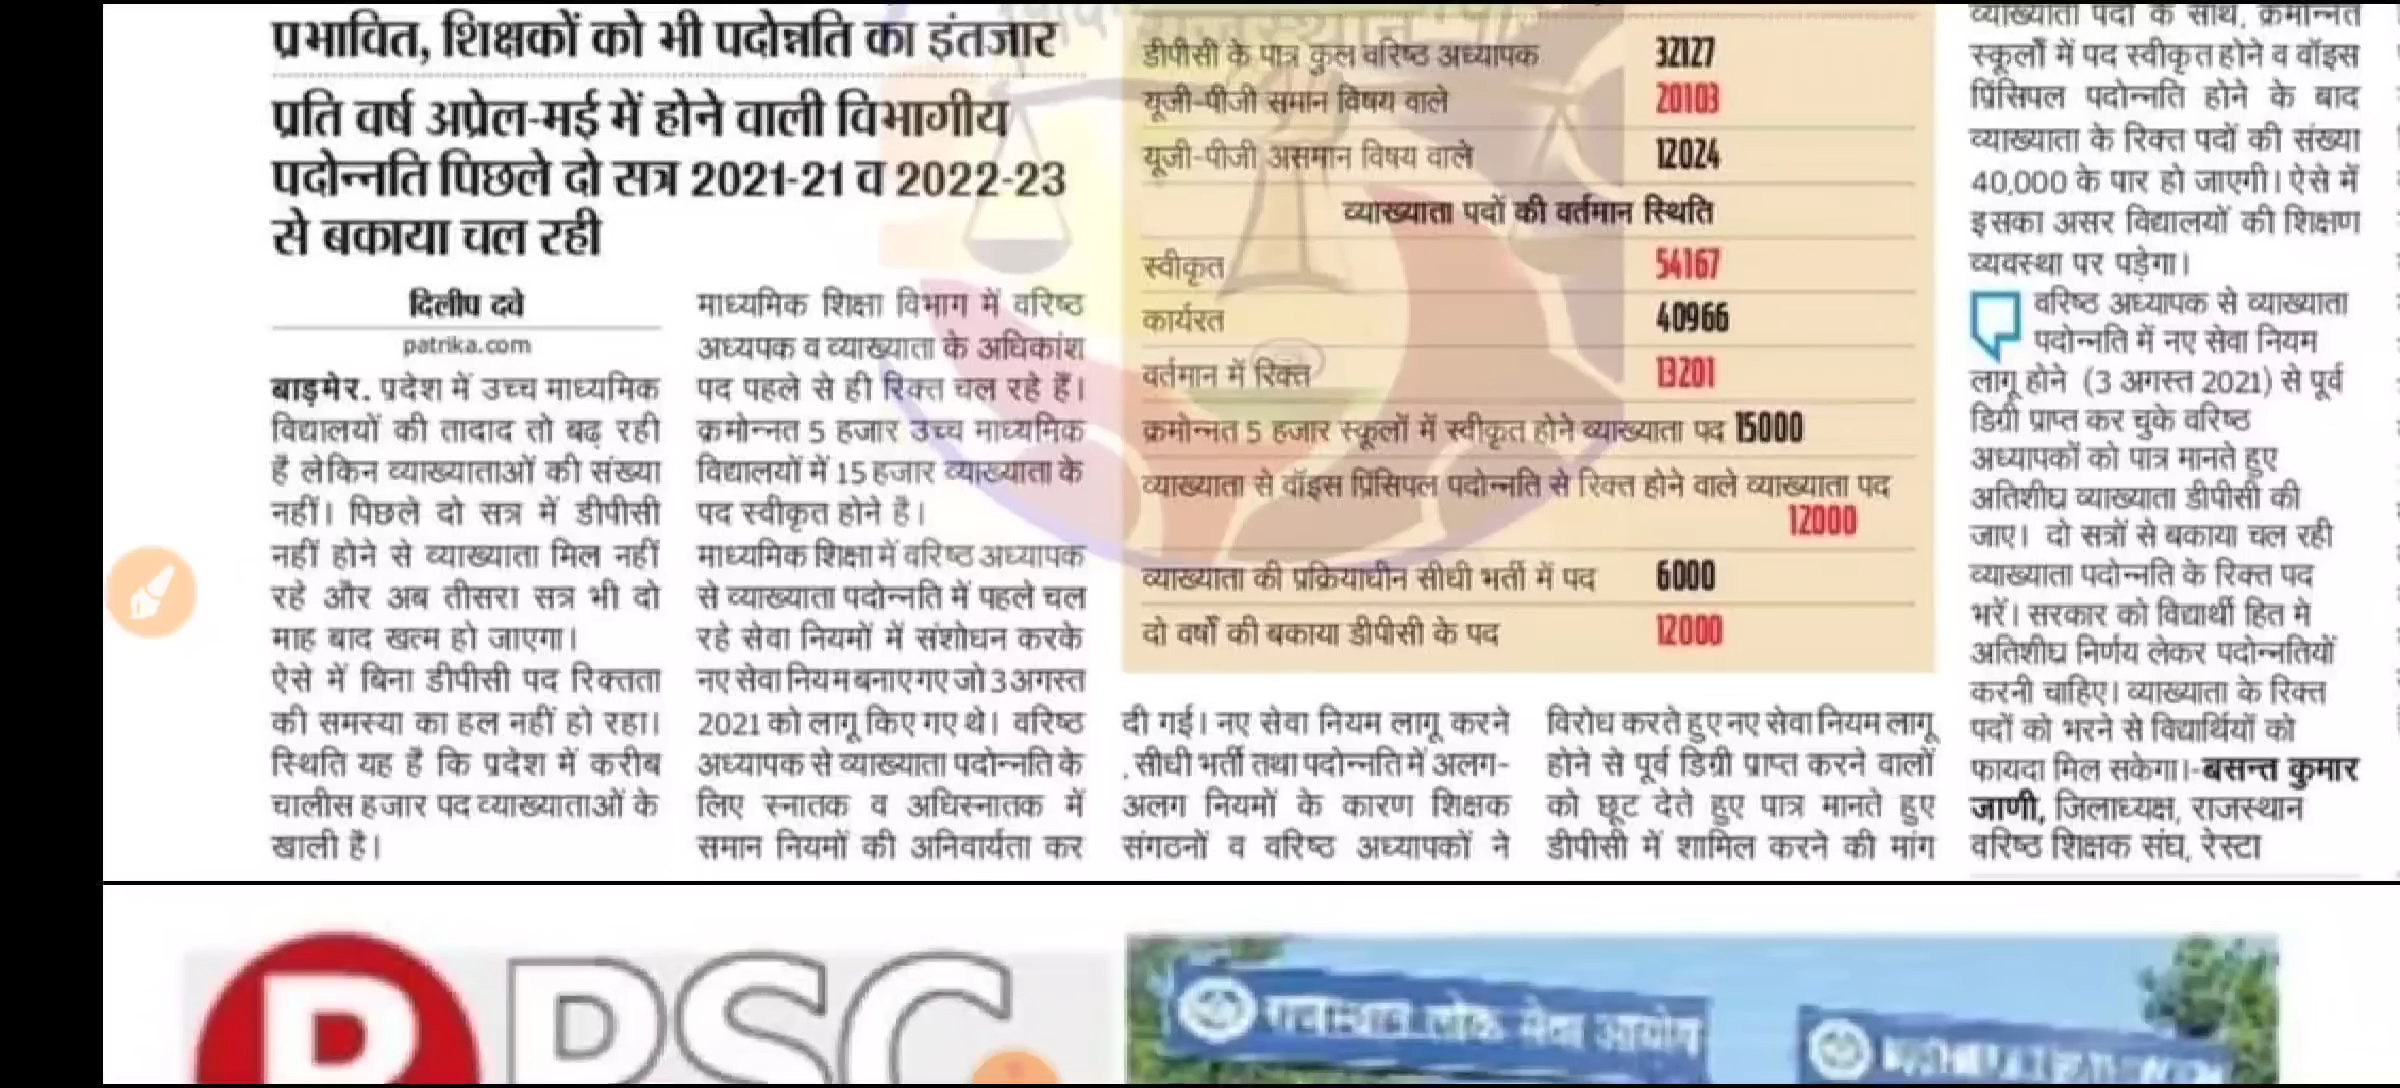 प्रभावित, शिक्षकों को भी पदोन्नति का इंतजार
प्रति वर्ष अप्रेल-मई में होने वाली विभागीय
पदोन्नति पिछले दो सत्र 2021-21 व 2022-23
से बकाया चल रही
दिलीप दवे
patrika.com
बाड़मेर. प्रदेश में उच्च माध्यमिक
विद्यालयों की तादाद तो बढ़ रही
है लेकिन व्याख्याताओं की संख्या
नहीं। पिछले दो सत्र में डीपीसी
नहीं होने से व्याख्याता मिल नहीं
रहे और अब तीसरा सत्र भी दो
माह बाद खत्म हो जाएगा।
ऐसे में बिना डीपीसी पद रिक्तता
की समस्या का हल नहीं हो रहा।
स्थिति यह है कि प्रदेश में करीब
चालीस हजार पद व्याख्याताओं के
खाली है।
माध्यमिक शिक्षा विभाग में वरिष्ठ
अध्यपक व व्याख्याता के अधिकांश
पद पहले से ही रिक्त चल रहे हैं।
क्रमोन्नत 5 हजार उच्च माध्यमिक
विद्यालयों में 15 हजार व्याख्याता के
पद स्वीकृत होने है।
माध्यमिक शिक्षा में वरिष्ठ अध्यापक
से व्याख्याता पदोन्नति में पहले चल
रहे सेवा नियमों में संशोधन करके
नए सेवा नियम बनाए गए जो 3 अगस्त
2021 को लागू किए गए थे। वरिष्ठ
अध्यापक से व्याख्याता पदोन्नति के
लिए स्नातक व अधिस्नातक में
समान नियमों की अनिवार्यता कर
राजस्थान
डीपीसी के पात्र कुल वरिष्ठ अध्यापक 32127
यूजी-पीजी समान विषय वाले 20103
यूजी-पीजी असमान विषय वाले 12024
व्याख्याता पदों की वर्तमान स्थिति
स्वीकृत 54167
कार्यरत 40966
वर्तमान में रिक्त 13201
क्रमोन्नत 5 हजार स्कूलों में स्वीकृत होने व्याख्याता पद 15000
व्याख्याता से वॉइस प्रिंसिपल पदोन्नति से रिक्त होने वाले व्याख्याता पद
12000
व्याख्याता की प्रक्रियाधीन सीधी भर्ती में पद 6000
दो वर्षों की बकाया डीपीसी के पद 12000
दी गई। नए सेवा नियम लागू करने
,सीधी भर्ती तथा पदोन्नति में अलग-
अलग नियमों के कारण शिक्षक
संगठनों व वरिष्ठ अध्यापकों ने
विरोध करते हुए नए सेवा नियम लागू
होने से पूर्व डिग्री प्राप्त करने वालों
को छूट देते हुए पात्र मानते हुए
डीपीसी में शामिल करने की मांग
व्याख्याता पदों के साथ, क्रमोन्नत
स्कूलों में पद स्वीकृत होने व वॉइस
प्रिंसिपल पदोन्नति होने के बाद
व्याख्याता के रिक्त पदों की संख्या
40,000 के पार हो जाएगी। ऐसे में
इसका असर विद्यालयों की शिक्षण
व्यवस्था पर पड़ेगा।
वरिष्ठ अध्यापक से व्याख्याता
पदोन्नति में नए सेवा नियम
लागू होने (3 अगस्त 2021) से पूर्व
डिग्री प्राप्त कर चुके वरिष्ठ
अध्यापकों को पात्र मानते हुए
अतिशीघ्र व्याख्याता डीपीसी की
जाए। दो सत्रों से बकाया चल रही
व्याख्याता पदोन्नति के रिक्त पद
भरें। सरकार को विद्यार्थी हित मे
अतिशीघ्र निर्णय लेकर पदोन्नतियों
करनी चाहिए। व्याख्याता के रिक्त
पदों को भरने से विद्यार्थियों को
फायदा मिल सकेगा।-बसन्त कुमार
जाणी, जिलाध्यक्ष, राजस्थान
वरिष्ठ शिक्षक संघ, रेस्टा
R PSC
राजस्थान लोक सेवा आयोग